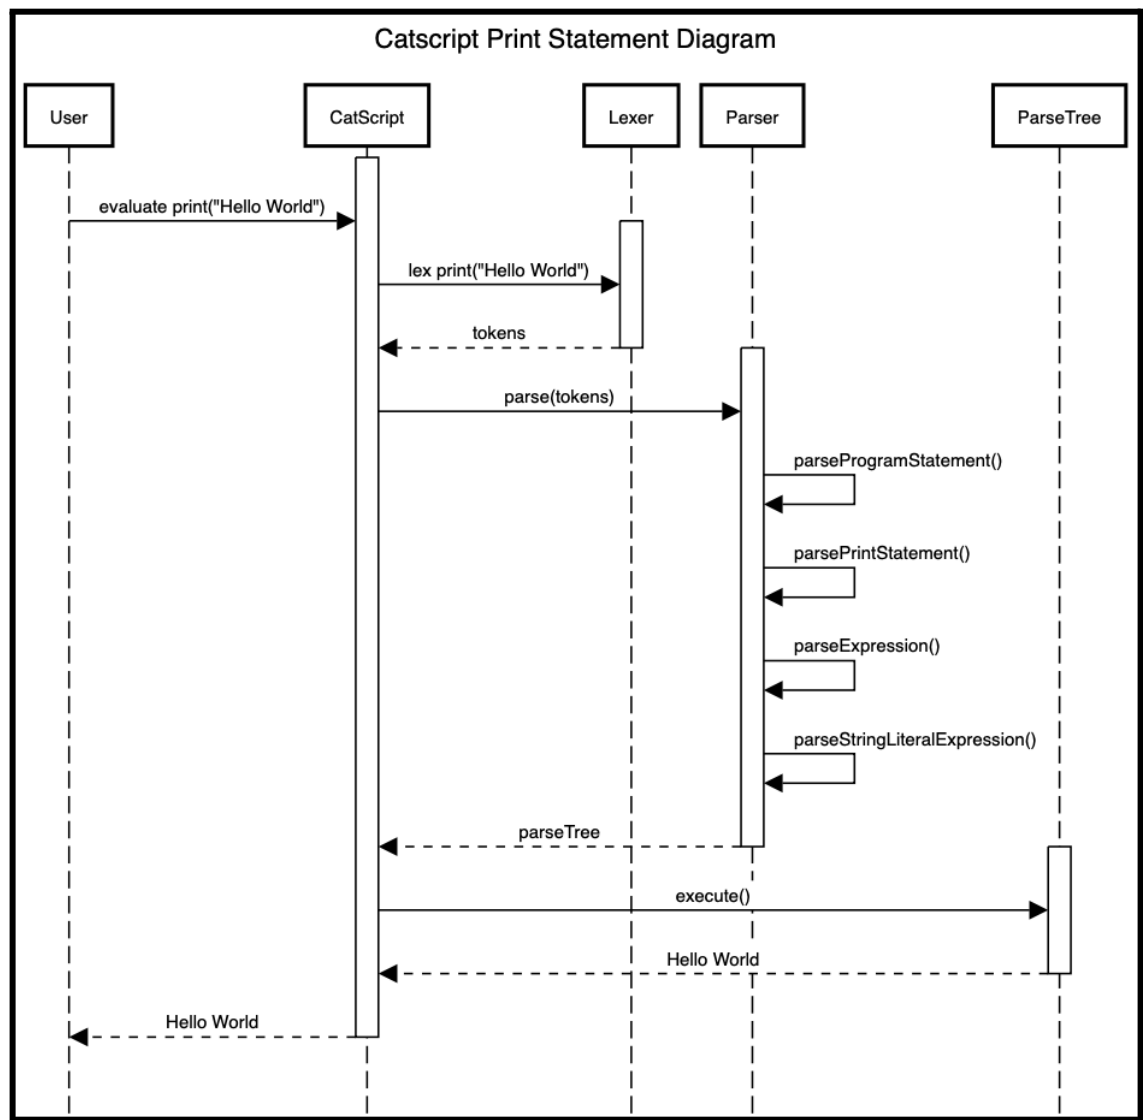 Catscript Print Statement Diagram
User
CatScript
Lexer
Parser
ParseTree
evaluate print("Hello World")
lex print("Hello World")
tokens
parse(tokens)
parseProgramStatement()
parsePrintStatement()
parseExpression()
parseStringLiteralExpression()
parseTree
execute()
Hello World
Hello World